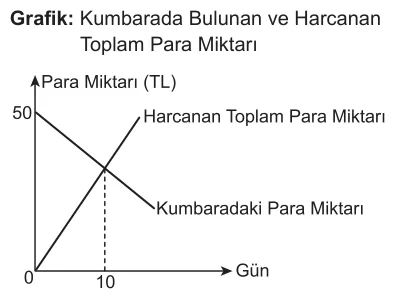 Grafik: Kumbarada Bulunan ve Harcanan
Toplam Para Miktarı
Para Miktarı (TL)
50
Harcanan Toplam Para Miktarı
Kumbaradaki Para Miktarı
0
10
Gün